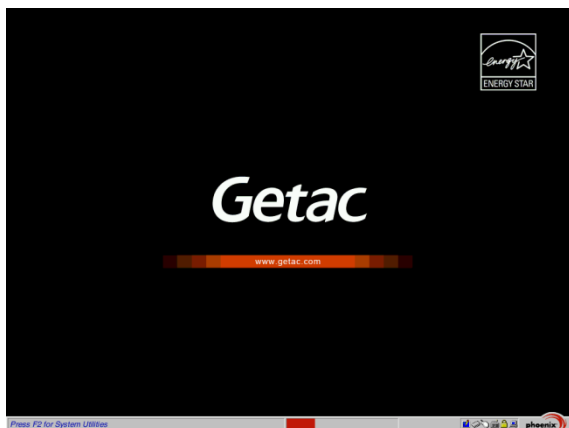 energy
ENERGY STAR
Getac
www.getac.com
Press F2 for System Utilities
phoenix